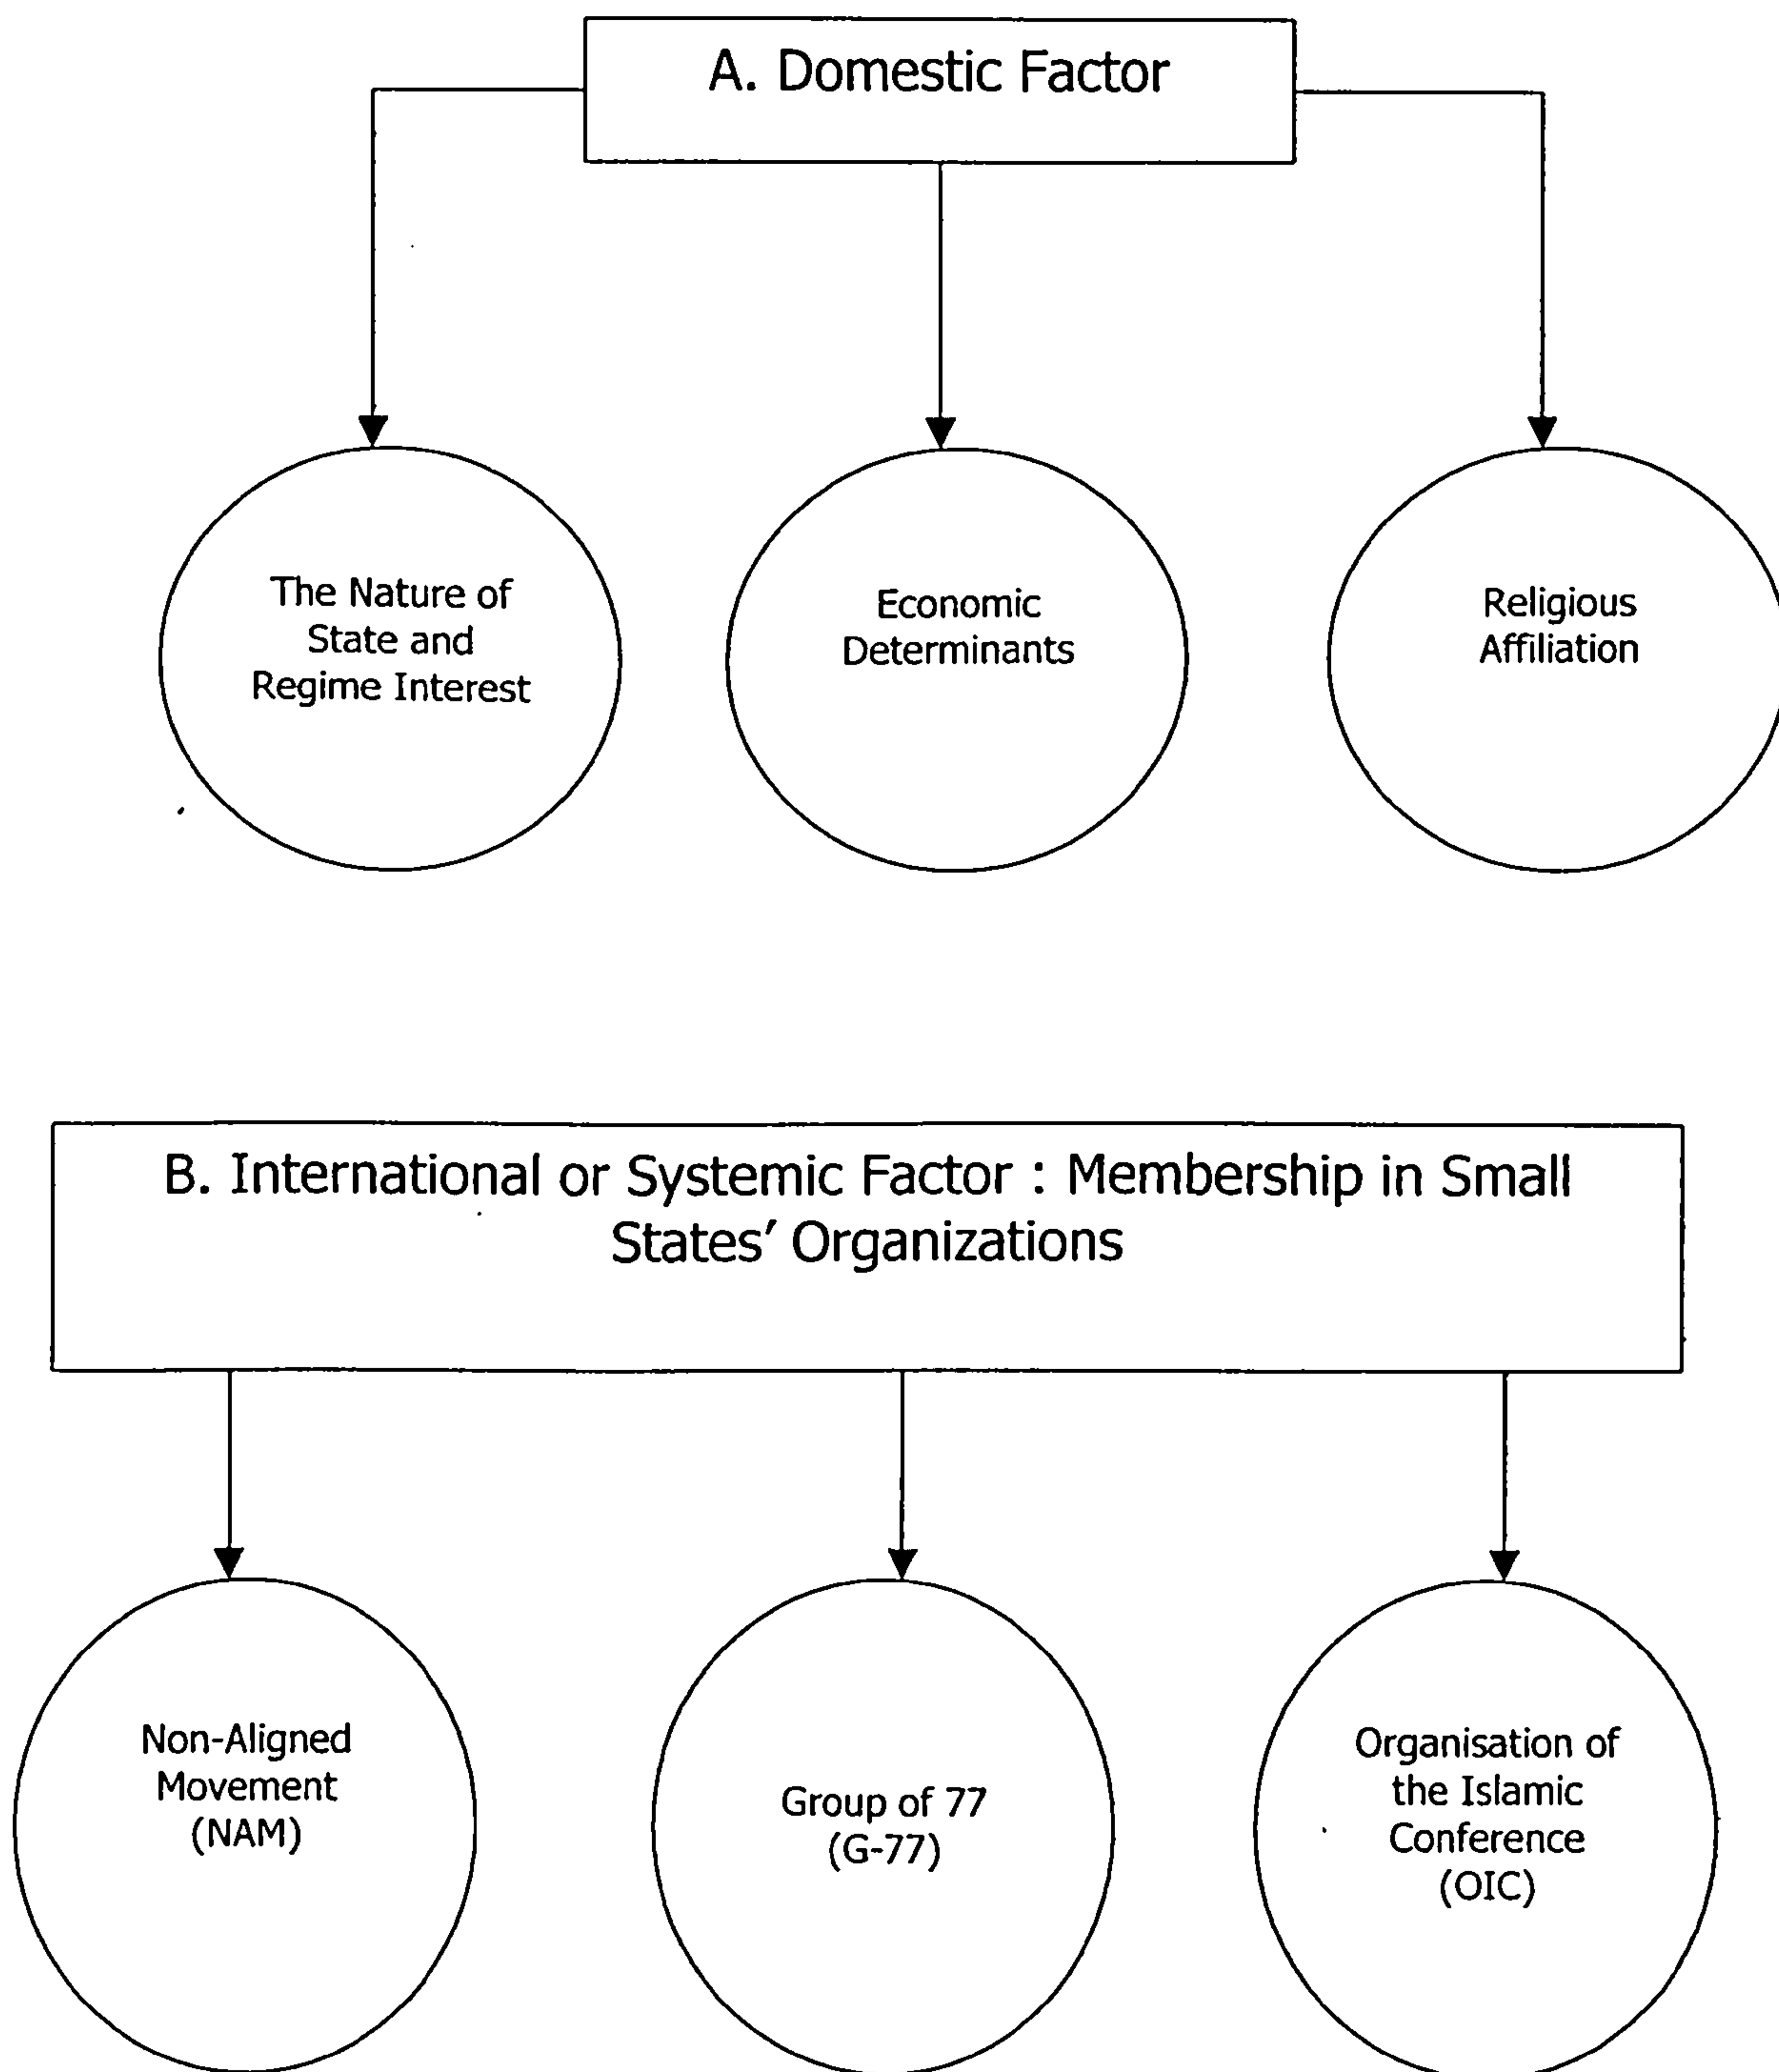 A. Domestic Factor
The Nature of
State and
Regime Interest
Economic
Determinants
Religious
Affiliation
B. International or Systemic Factor : Membership in Small
States' Organizations
Non-Aligned
Movement
(NAM)
Group of 77
(G-77)
Organisation of
the Islamic
Conference
(OIC)